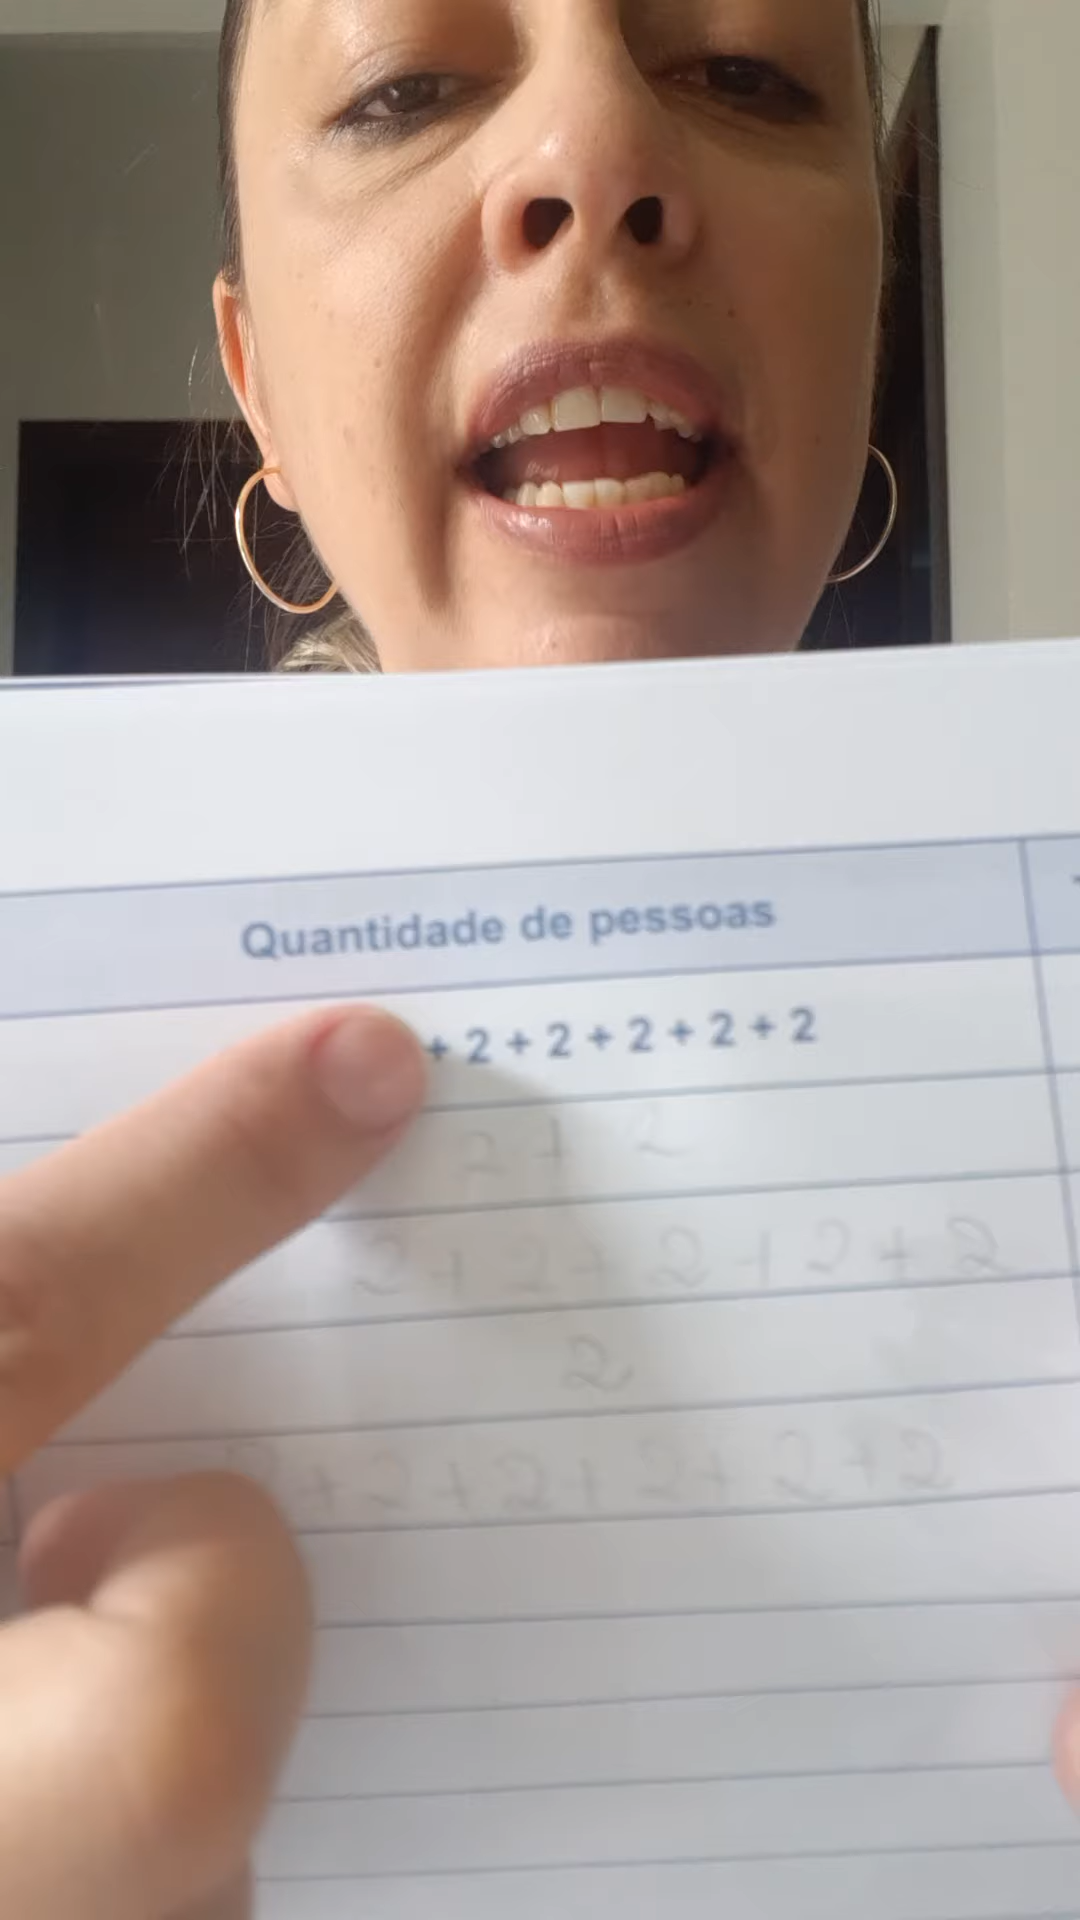 Quantidade de pessoas
+ 2 + 2 + 2 + 2 + 2
2 + 2
2 + 2 + 2 + 2 + 2
2
2 + 2 + 2 + 2 + 2 + 2